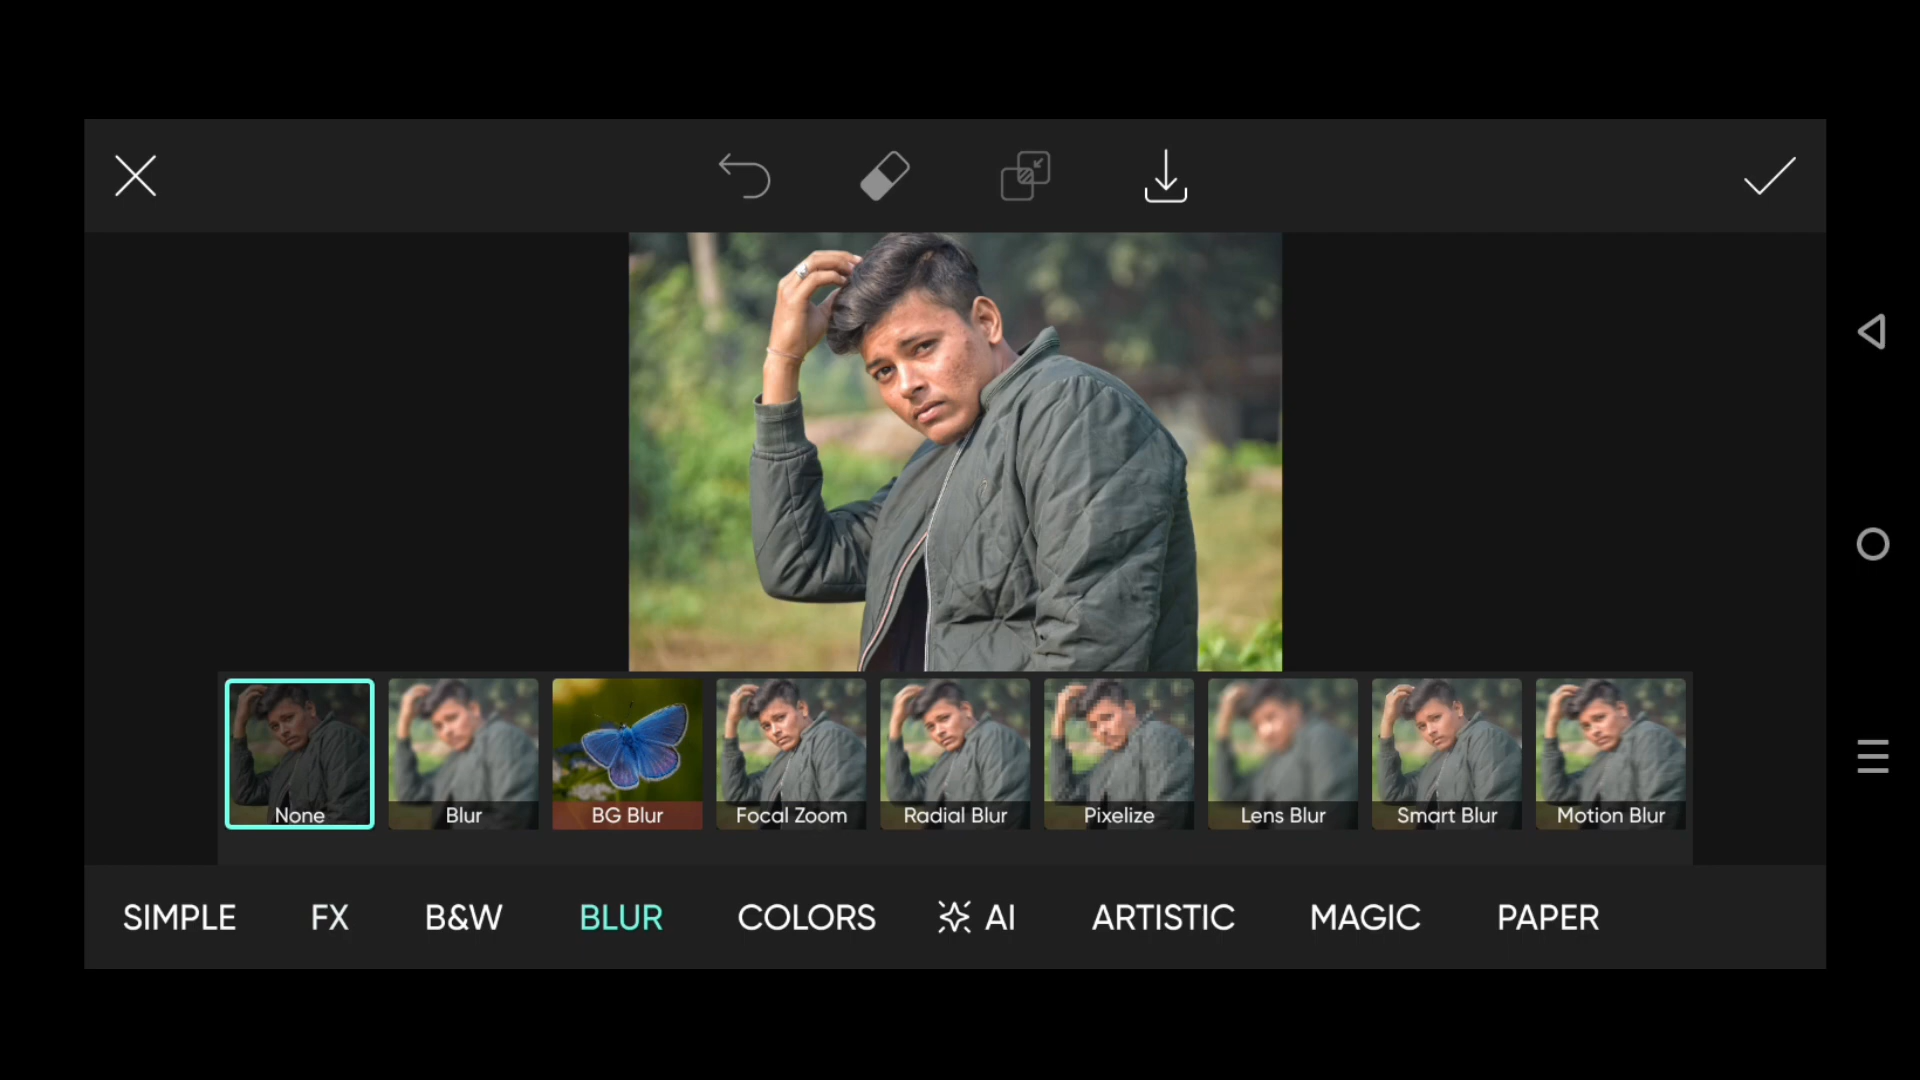 None
Blur
BG Blur
Focal Zoom
Radial Blur
Pixelize
Lens Blur
Smart Blur
Motion Blur
SIMPLE
FX
B&W
BLUR
COLORS
AI
ARTISTIC
MAGIC
PAPER